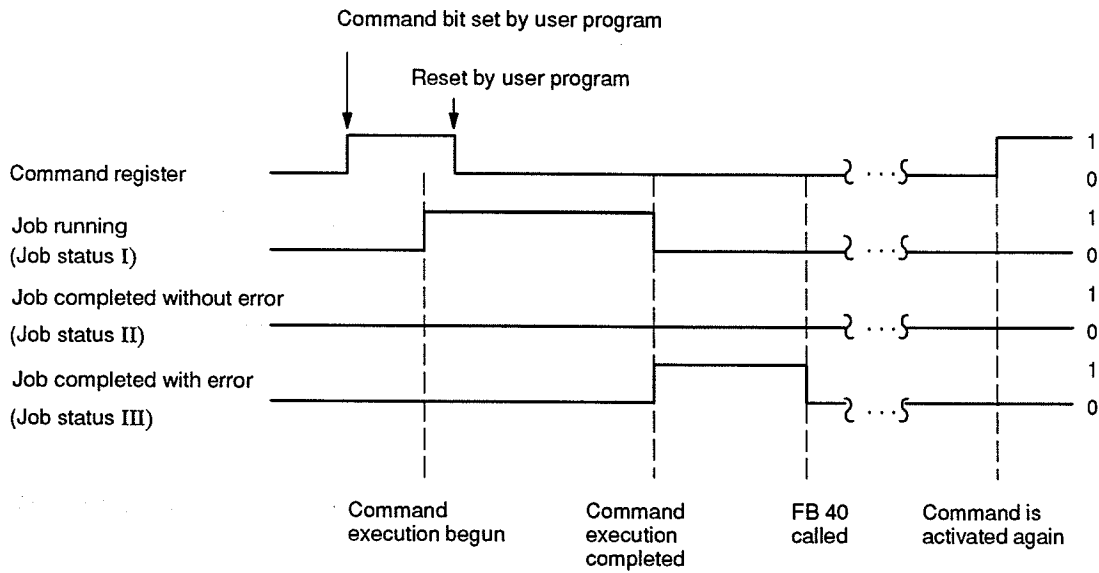 Command bit set by user program
Reset by user program
Command register
1
0
Job running
(Job status I)
1
0
Job completed without error
(Job status II)
1
0
Job completed with error
(Job status III)
1
0
...
...
...
...
Command
execution begun
Command
execution
completed
FB 40
called
Command is
activated again